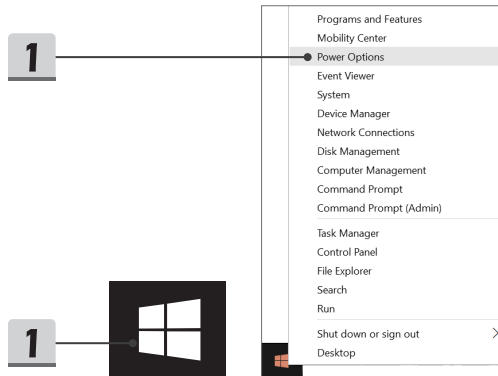 1
Programs and Features
Mobility Center
Power Options
Event Viewer
System
Device Manager
Network Connections
Disk Management
Computer Management
Command Prompt
Command Prompt (Admin)
Task Manager
Control Panel
File Explorer
Search
Run
Shut down or sign out
Desktop
1